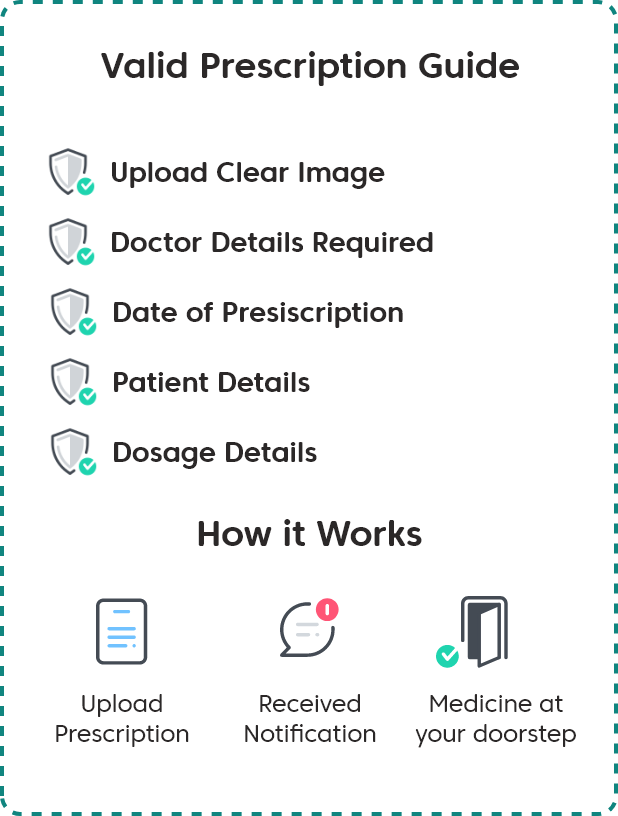 Valid Prescription Guide
Upload Clear Image
Doctor Details Required
Date of Presiscription
Patient Details
Dosage Details
How it Works
Upload
Prescription
Received
Notification
Medicine at
your doorstep